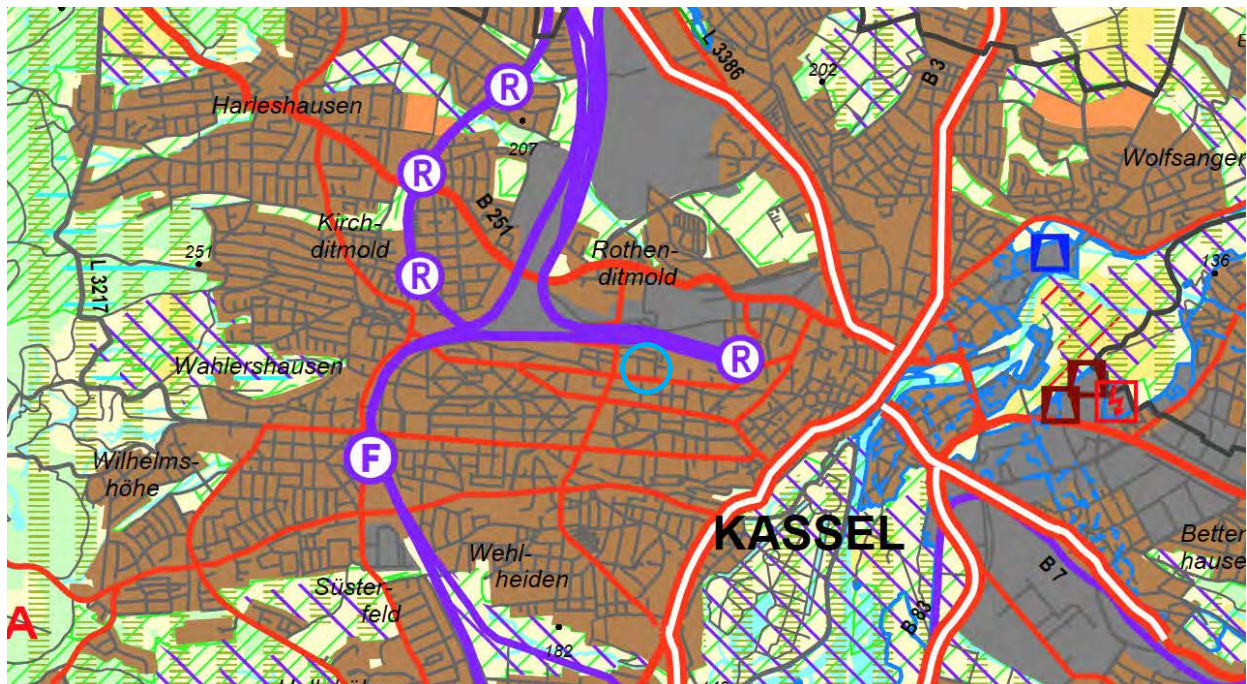 L 3386
202
B 3
Harleshausen
R
207
Wolfsanger
R
B 251
Kirch-
ditmold
Rothen-
ditmold
251
L 3217
R
136
Wahlershausen
R
F
Wilhelms-
höhe
KASSEL
Wehl-
heiden
Better
hause
Süster-
feld
B 7
B 83
A
182